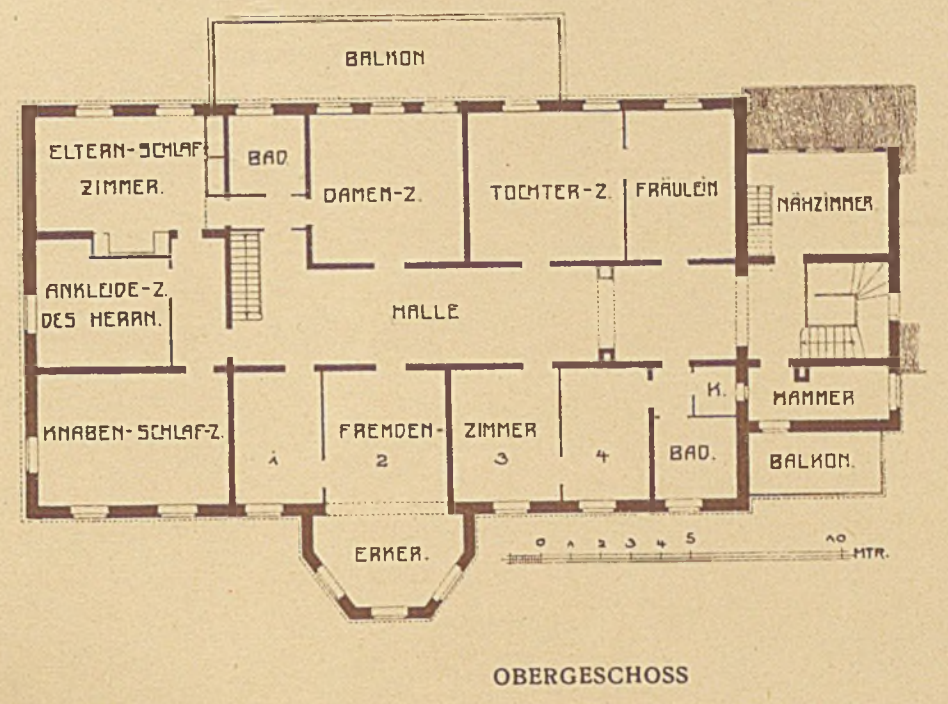 BALKON
ELTERN-SCHLAF
ZIMMER.
BAD.
DAMEN-Z.
TOCHTER-Z.
FRÄULEIN
NÄHZIMMER.
ANKLEIDE-Z.
DES HERRN.
HALLE
KNABEN-SCHLAF-Z.
1
FREMDEN-
2
ZIMMER
3
4
K.
BAD.
KAMMER
BALKON.
ERKER.
0 1 2 3 4 5 10 MTR.
OBERGESCHOSS